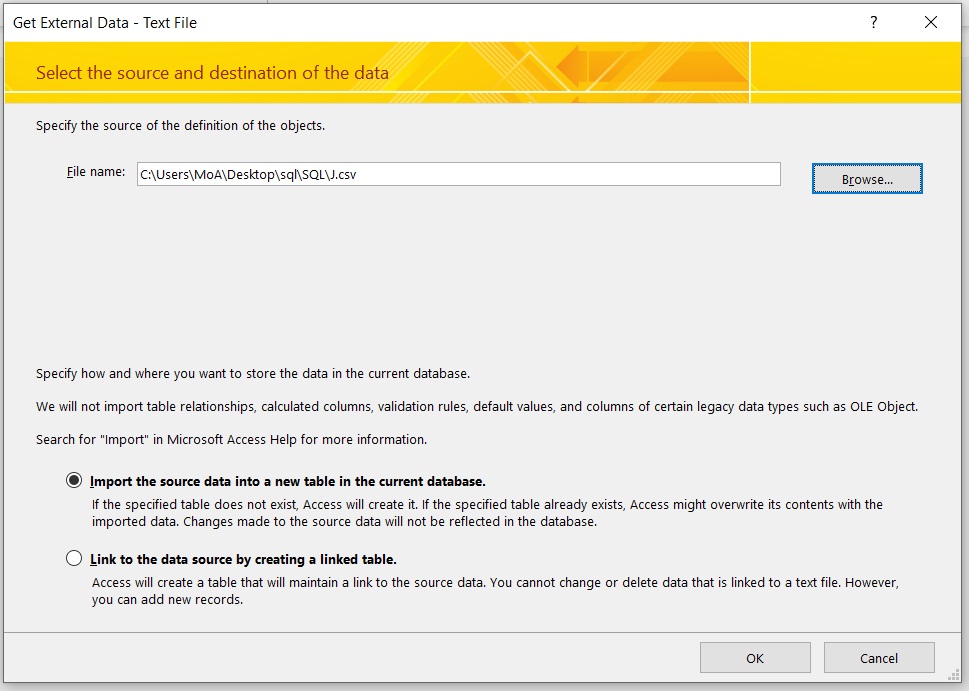 Get External Data - Text File
?
Select the source and destination of the data
Specify the source of the definition of the objects.
File name:
C:\Users\MoA\Desktop\sql\SQL\J.csv
Browse...
Specify how and where you want to store the data in the current database.
We will not import table relationships, calculated columns, validation rules, default values, and columns of certain legacy data types such as OLE Object.
Search for "Import" in Microsoft Access Help for more information.
Import the source data into a new table in the current database.
If the specified table does not exist, Access will create it. If the specified table already exists, Access might overwrite its contents with the
imported data. Changes made to the source data will not be reflected in the database.
Link to the data source by creating a linked table.
Access will create a table that will maintain a link to the source data. You cannot change or delete data that is linked to a text file. However,
you can add new records.
OK
Cancel